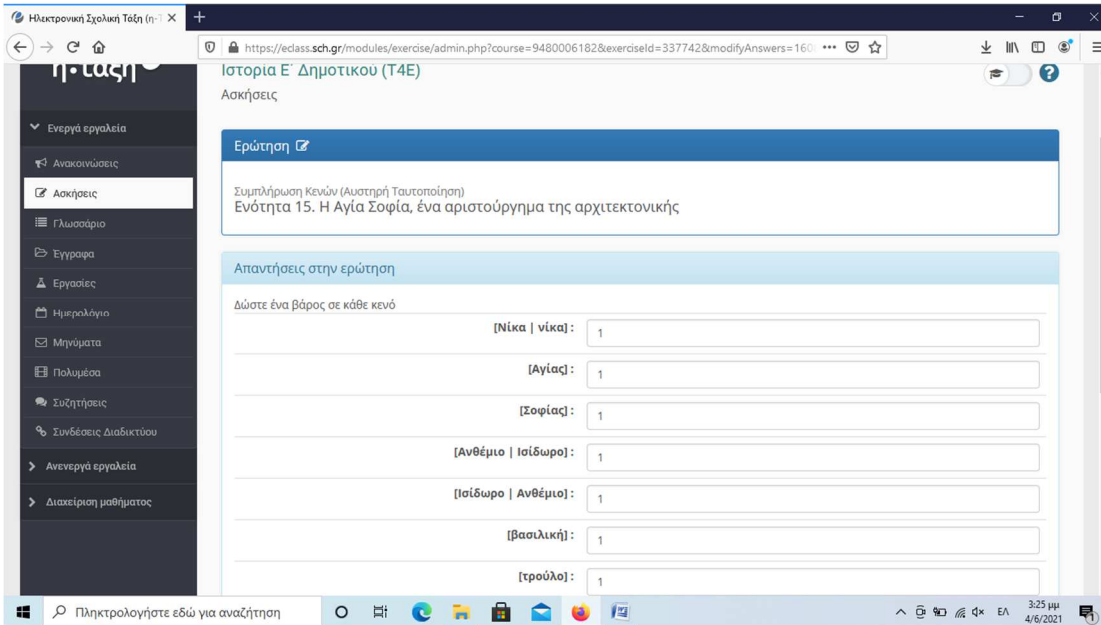 Ηλεκτρονική Σχολική Τάξη (η-Τ
https://eclass.sch.gr/modules/exercise/admin.php?course=9480006182&exerciseId=337742&modifyAnswers=160
η-τάξη
Ιστορία Ε΄ Δημοτικού (T4E)
Ασκήσεις
Ενεργά εργαλεία
Ανακοινώσεις
Ασκήσεις
Γλωσσάριο
Έγγραφα
Εργασίες
Ημερολόγιο
Μηνύματα
Πολυμέσα
Συζητήσεις
Συνδέσεις Διαδικτύου
Ανενεργά εργαλεία
Διαχείριση μαθήματος
Ερώτηση
Συμπλήρωση Κενών (Αυστηρή Ταυτοποίηση)
Ενότητα 15. Η Αγία Σοφία, ένα αριστούργημα της αρχιτεκτονικής
Απαντήσεις στην ερώτηση
Δώστε ένα βάρος σε κάθε κενό
[Νίκα | νίκα] : 1
[Αγίας] : 1
[Σοφίας] : 1
[Ανθέμιο | Ισίδωρο] : 1
[Ισίδωρο | Ανθέμιο] : 1
[βασιλική] : 1
[τρούλο] : 1
Πληκτρολογήστε εδώ για αναζήτηση
ΕΛ
3:25 μμ
4/6/2021
1